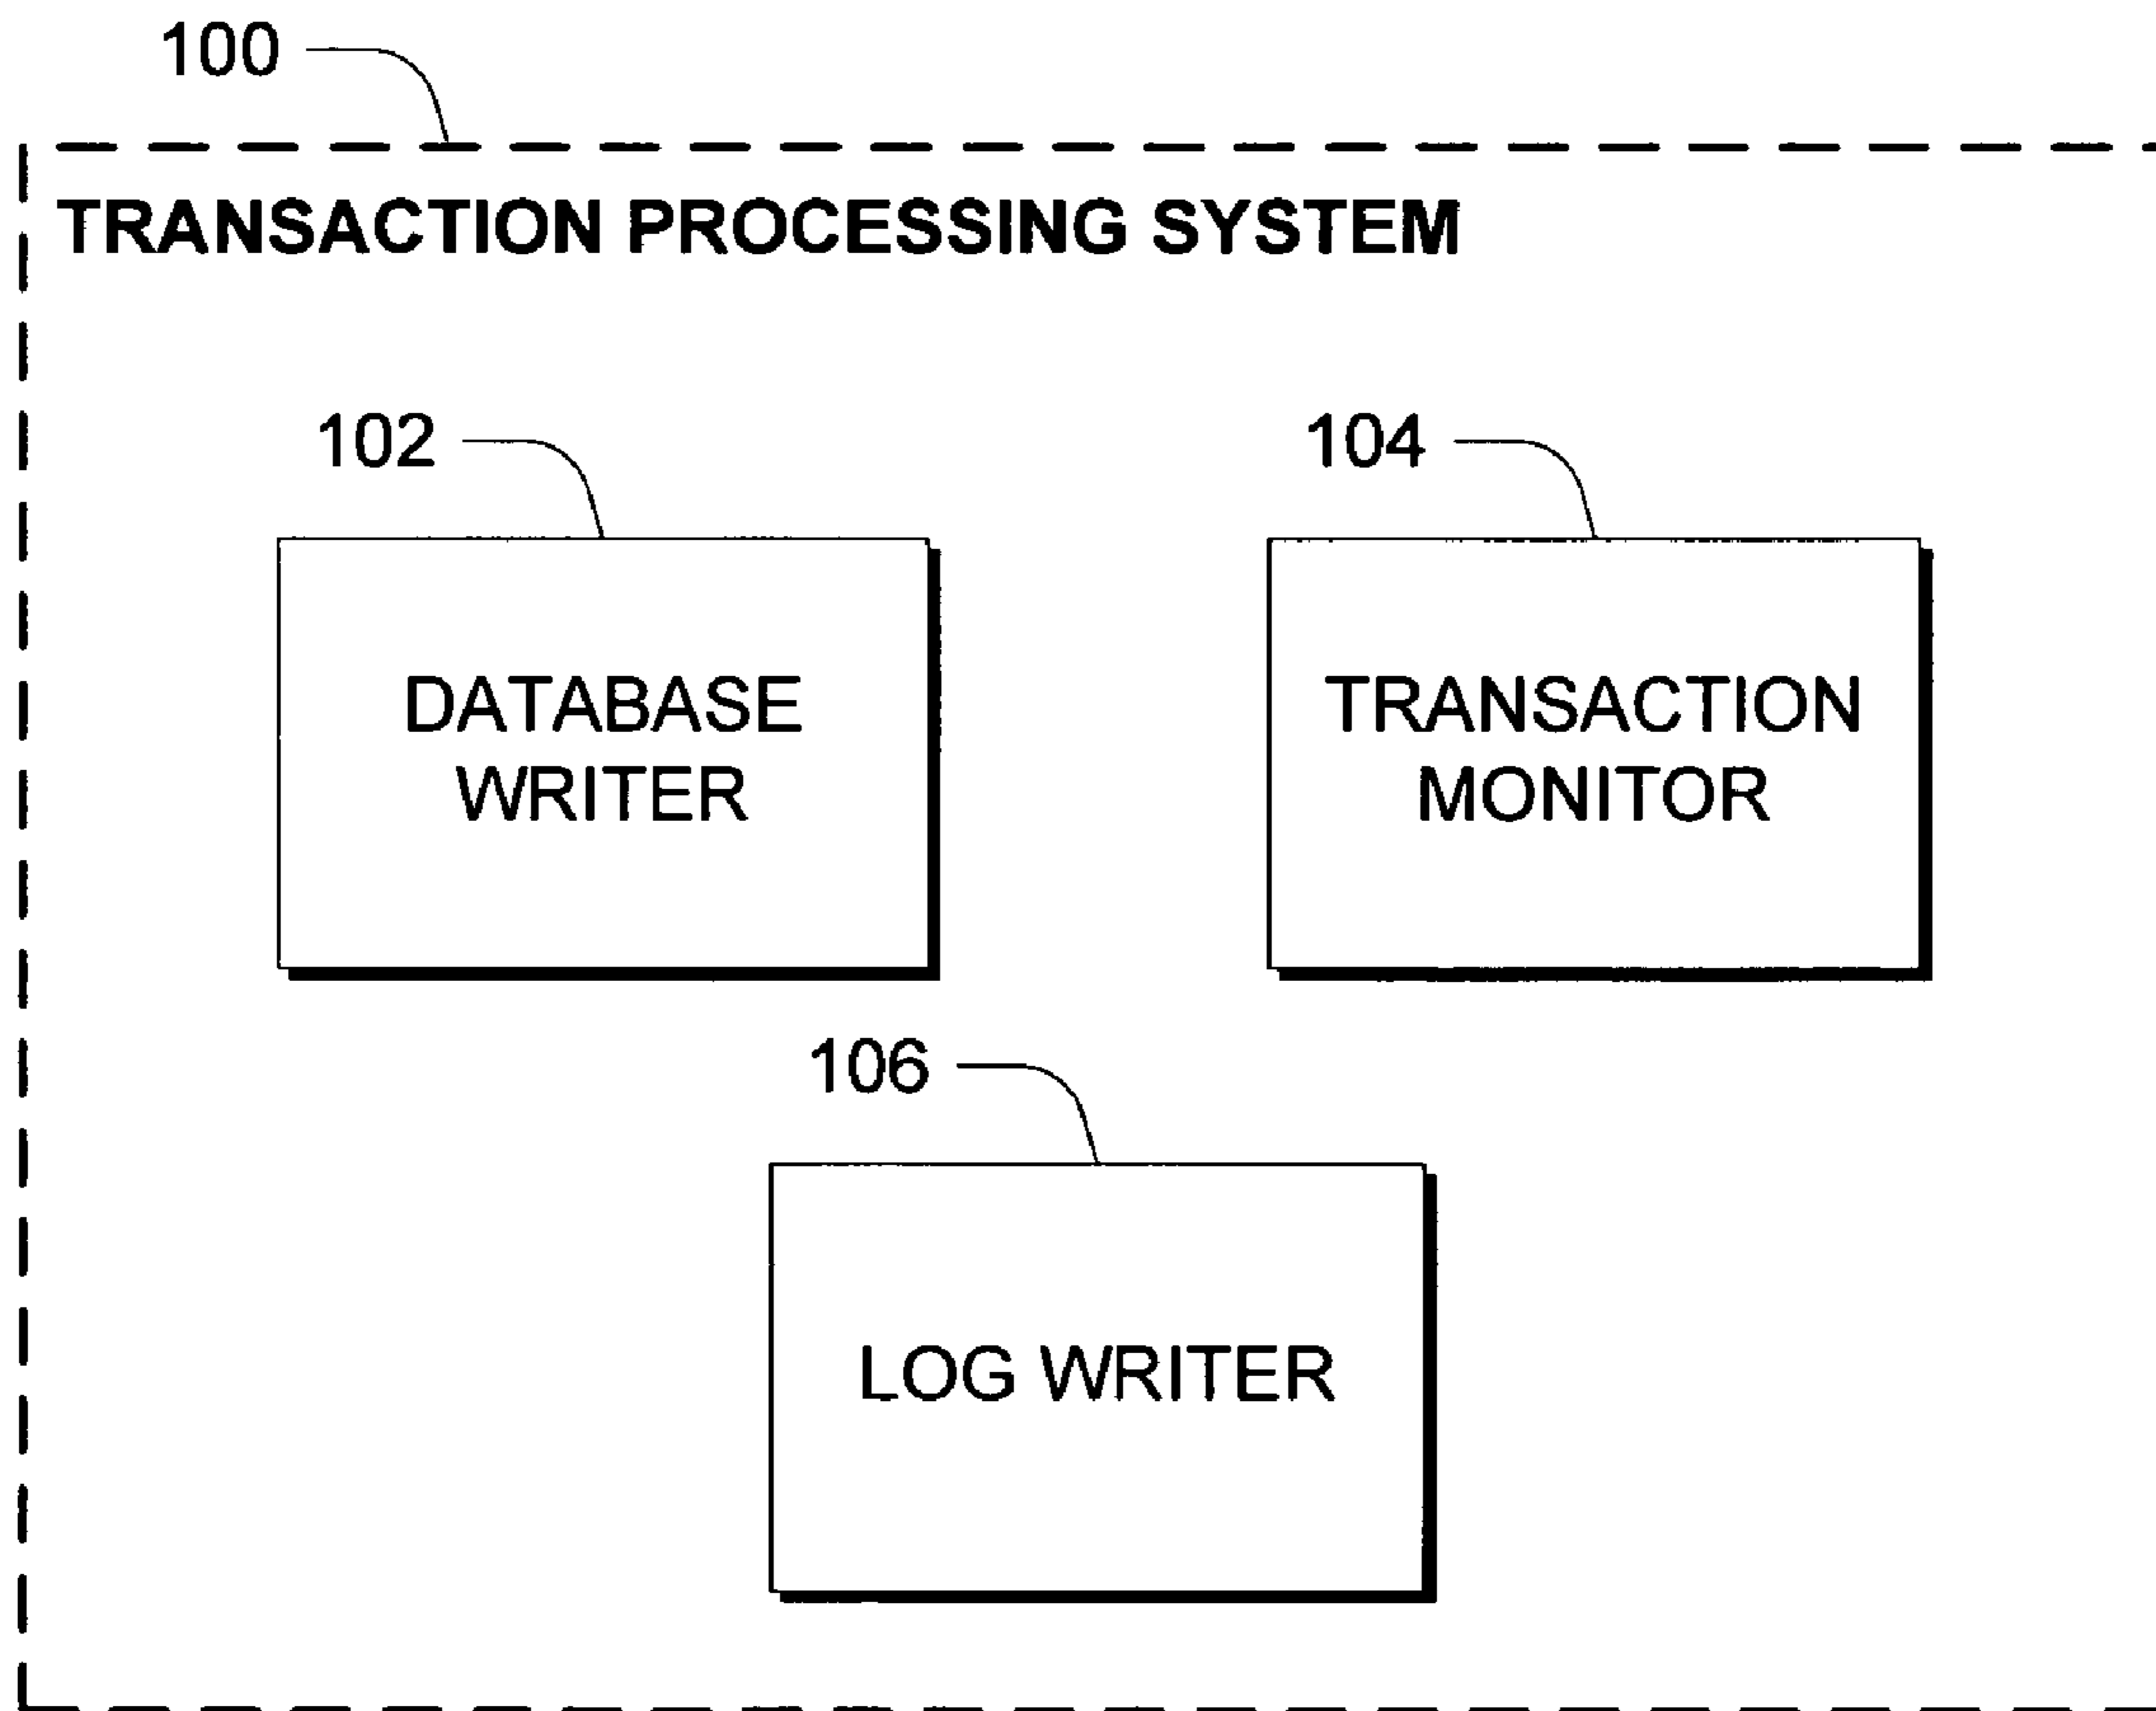 100
TRANSACTION PROCESSING SYSTEM
102
104
DATABASE
WRITER
TRANSACTION
MONITOR
106
LOG WRITER